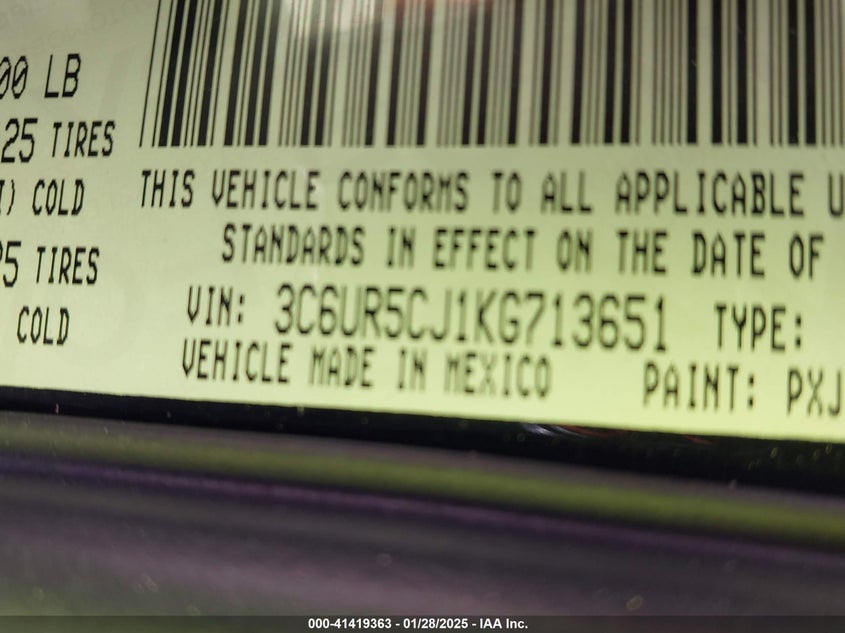 00 LB
25 TIRES
I) COLD
95 TIRES
COLD
THIS VEHICLE CONFORMS TO ALL APPLICABLE U
STANDARDS IN EFFECT ON THE DATE OF
VIN: 3C6UR5CJ1KG713651 TYPE:
VEHICLE MADE IN MEXICO PAINT: PXJ
000-41419363 - 01/28/2025 - IAA Inc.